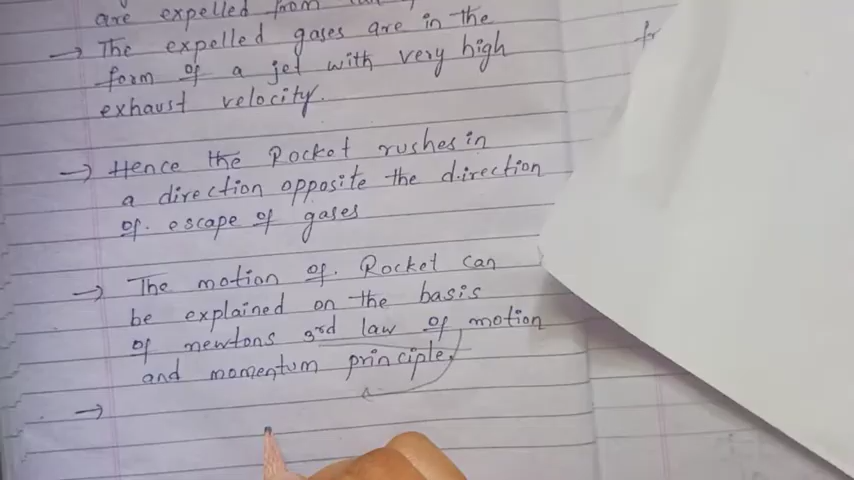 are expelled from
→ The expelled gases are in the
form of a jet with very high
exhaust velocity.
→ Hence the Rocket rushes in
a direction opposite the direction
of. escape of gases
→ The motion of. Rocket can
be explained on the basis
of newtons 3rd law of motion
and momentum principle.
→